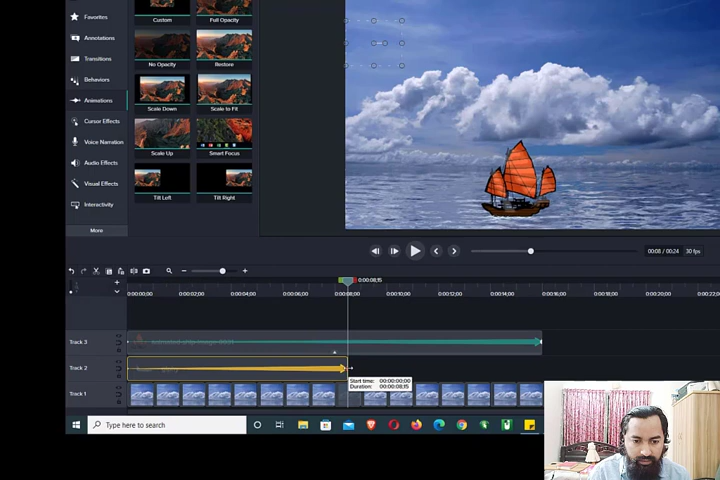 Favorites
Annotations
Transitions
Behaviors
Animations
Cursor Effects
Voice Narration
Audio Effects
Visual Effects
Interactivity
More
Custom
Full Opacity
No Opacity
Restore
Scale Down
Scale to Fit
Scale Up
Smart Focus
Tilt Left
Tilt Right
00:08 / 00:24
30 fps
0:00:08;15
0:00:00;00
0:00:02;00
0:00:04;00
0:00:06;00
0:00:08;00
0:00:10;00
0:00:12;00
0:00:14;00
0:00:16;00
0:00:18;00
0:00:20;00
0:00:22;0
Track 3
Track 2
Track 1
Start time: 00:00:00;00
Duration: 00:00:08;15
Type here to search